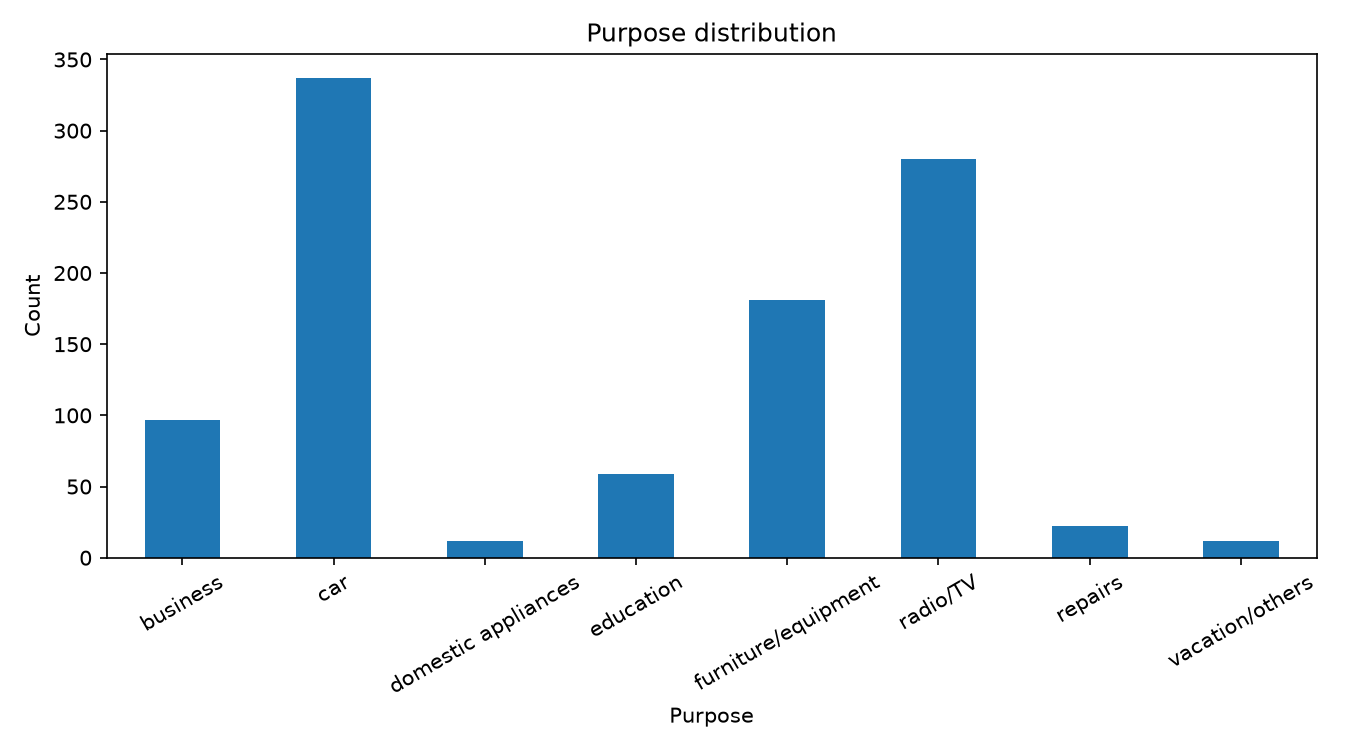 Purpose distribution
350
300
250
200
150
100
50
0
Count
business
car
domestic appliances
education
furniture/equipment
radio/TV
repairs
vacation/others
Purpose